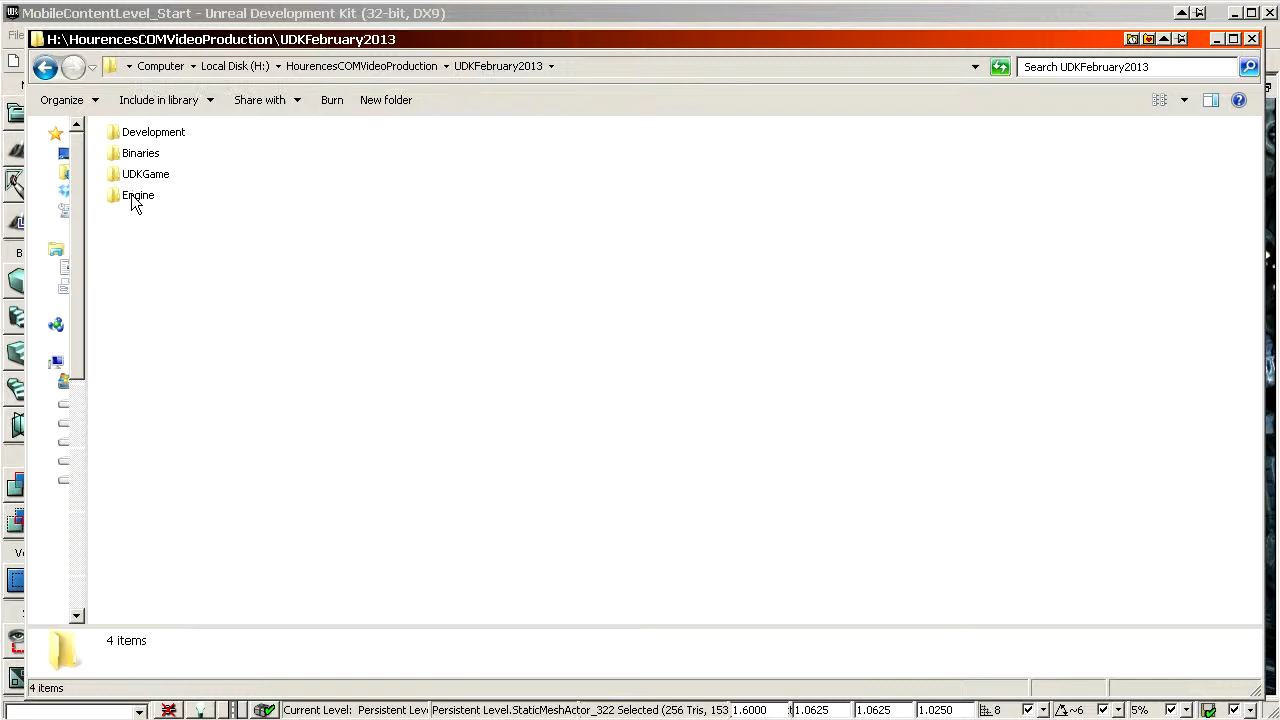 MobileContentLevel_Start - Unreal Development Kit (32-bit, DX9)
H:\HourencesCOMVideoProduction\UDKFebruary2013
Computer Local Disk (H:) HourencesCOMVideoProduction UDKFebruary2013 Search UDKFebruary2013
Organize Include in library Share with Burn New folder
Development
Binaries
UDKGame
Engine
4 items
4 items
Current Level: Persistent Persistent Level.StaticMeshActor_322 Selected (256 Tris, 153 1.6000 1.0625 1.0625 1.0250 8 ~6 5%